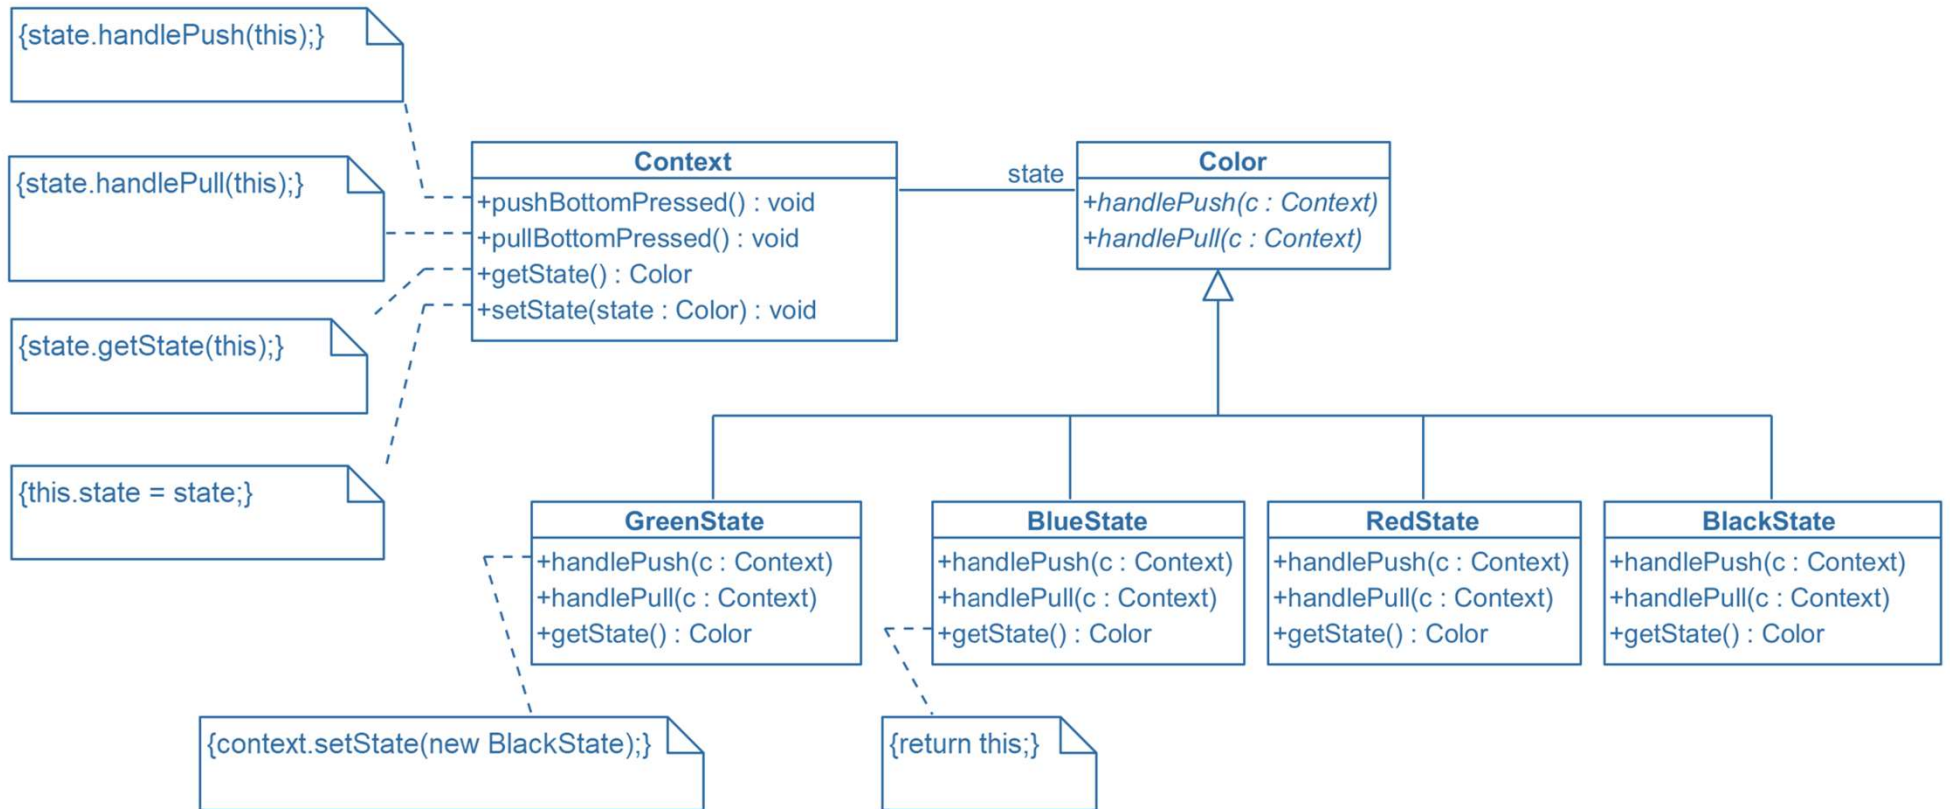 {state.handlePush(this);}
{state.handlePull(this);}
{state.getState(this);}
{this.state = state;}
Context
+pushBottomPressed() : void
+pullBottomPressed() : void
+getState() : Color
+setState(state : Color) : void
state
Color
+handlePush(c : Context)
+handlePull(c : Context)
GreenState
+handlePush(c : Context)
+handlePull(c : Context)
+getState() : Color
BlueState
+handlePush(c : Context)
+handlePull(c : Context)
+getState() : Color
RedState
+handlePush(c : Context)
+handlePull(c : Context)
+getState() : Color
BlackState
+handlePush(c : Context)
+handlePull(c : Context)
+getState() : Color
{context.setState(new BlackState);}
{return this;}